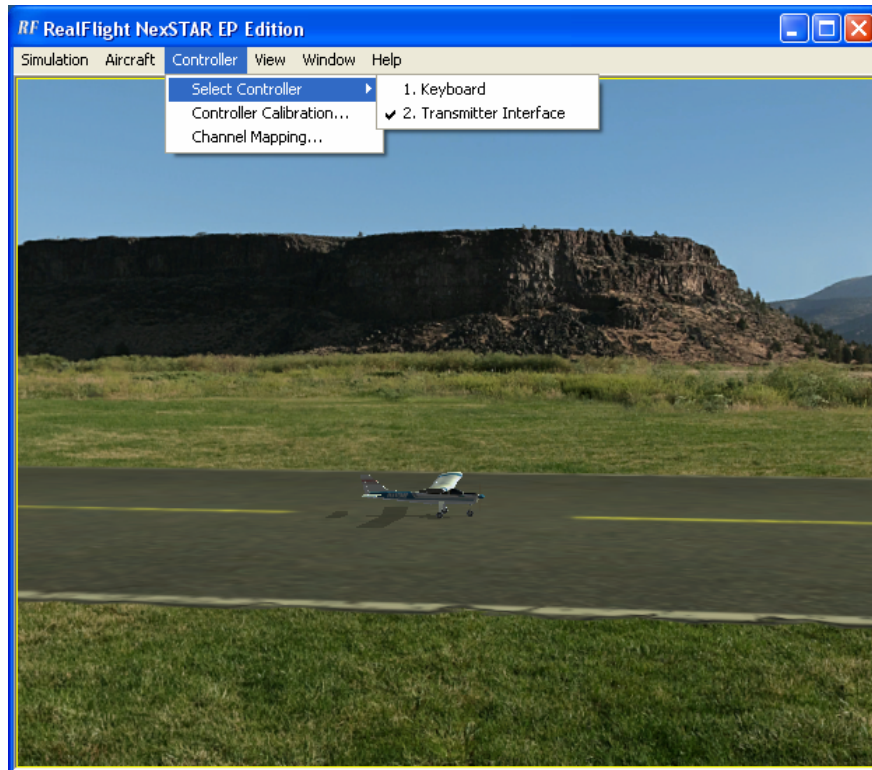 RF RealFlight NexSTAR EP Edition
Simulation Aircraft Controller View Window Help
Select Controller
1. Keyboard
2. Transmitter Interface
Controller Calibration...
Channel Mapping...